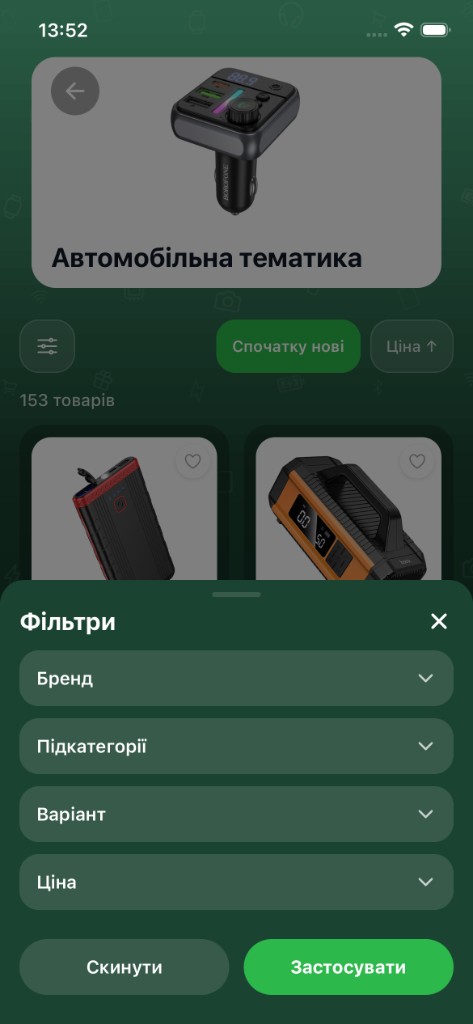 13:52
Автомобільна тематика
Спочатку нові
Ціна ↑
153 товарів
Фільтри
Бренд
Підкатегорії
Варіант
Ціна
Скинути
Застосувати